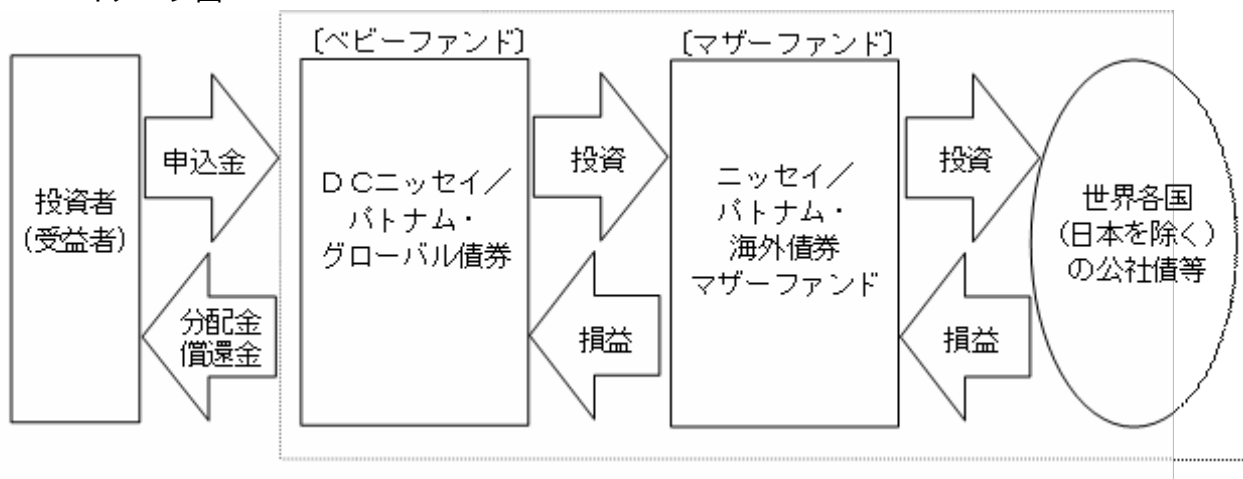 〔ベビーファンド〕
〔マザーファンド〕
投資者
(受益者)
申込金
分配金
償還金
DCニッセイ/
パトナム・
グローバル債券
投資
損益
ニッセイ/
パトナム・
海外債券
マザーファンド
投資
損益
世界各国
(日本を除く)
の公社債等